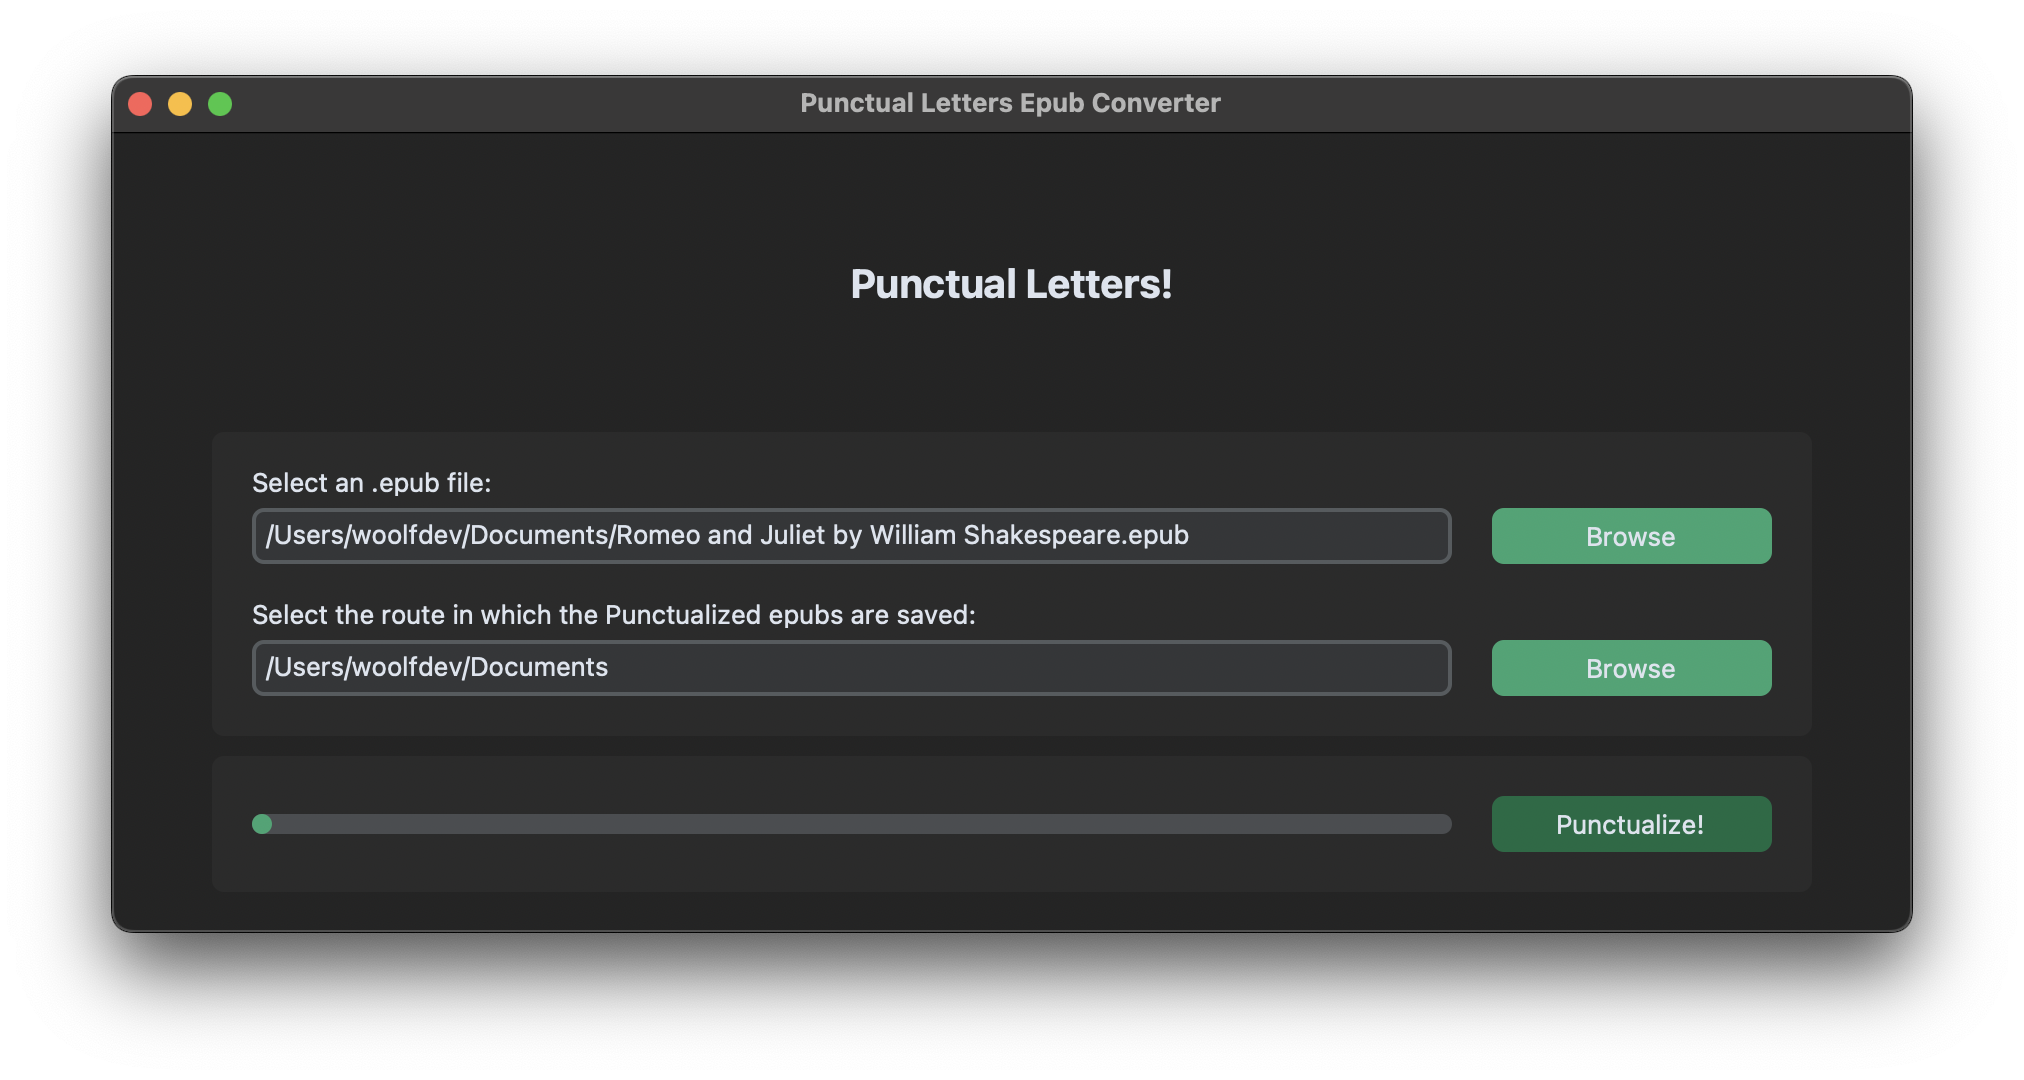 Punctual Letters Epub Converter
Punctual Letters!
Select an .epub file:
/Users/woolfdev/Documents/Romeo and Juliet by William Shakespeare.epub
Browse
Select the route in which the Punctualized epubs are saved:
/Users/woolfdev/Documents
Browse
Punctualize!